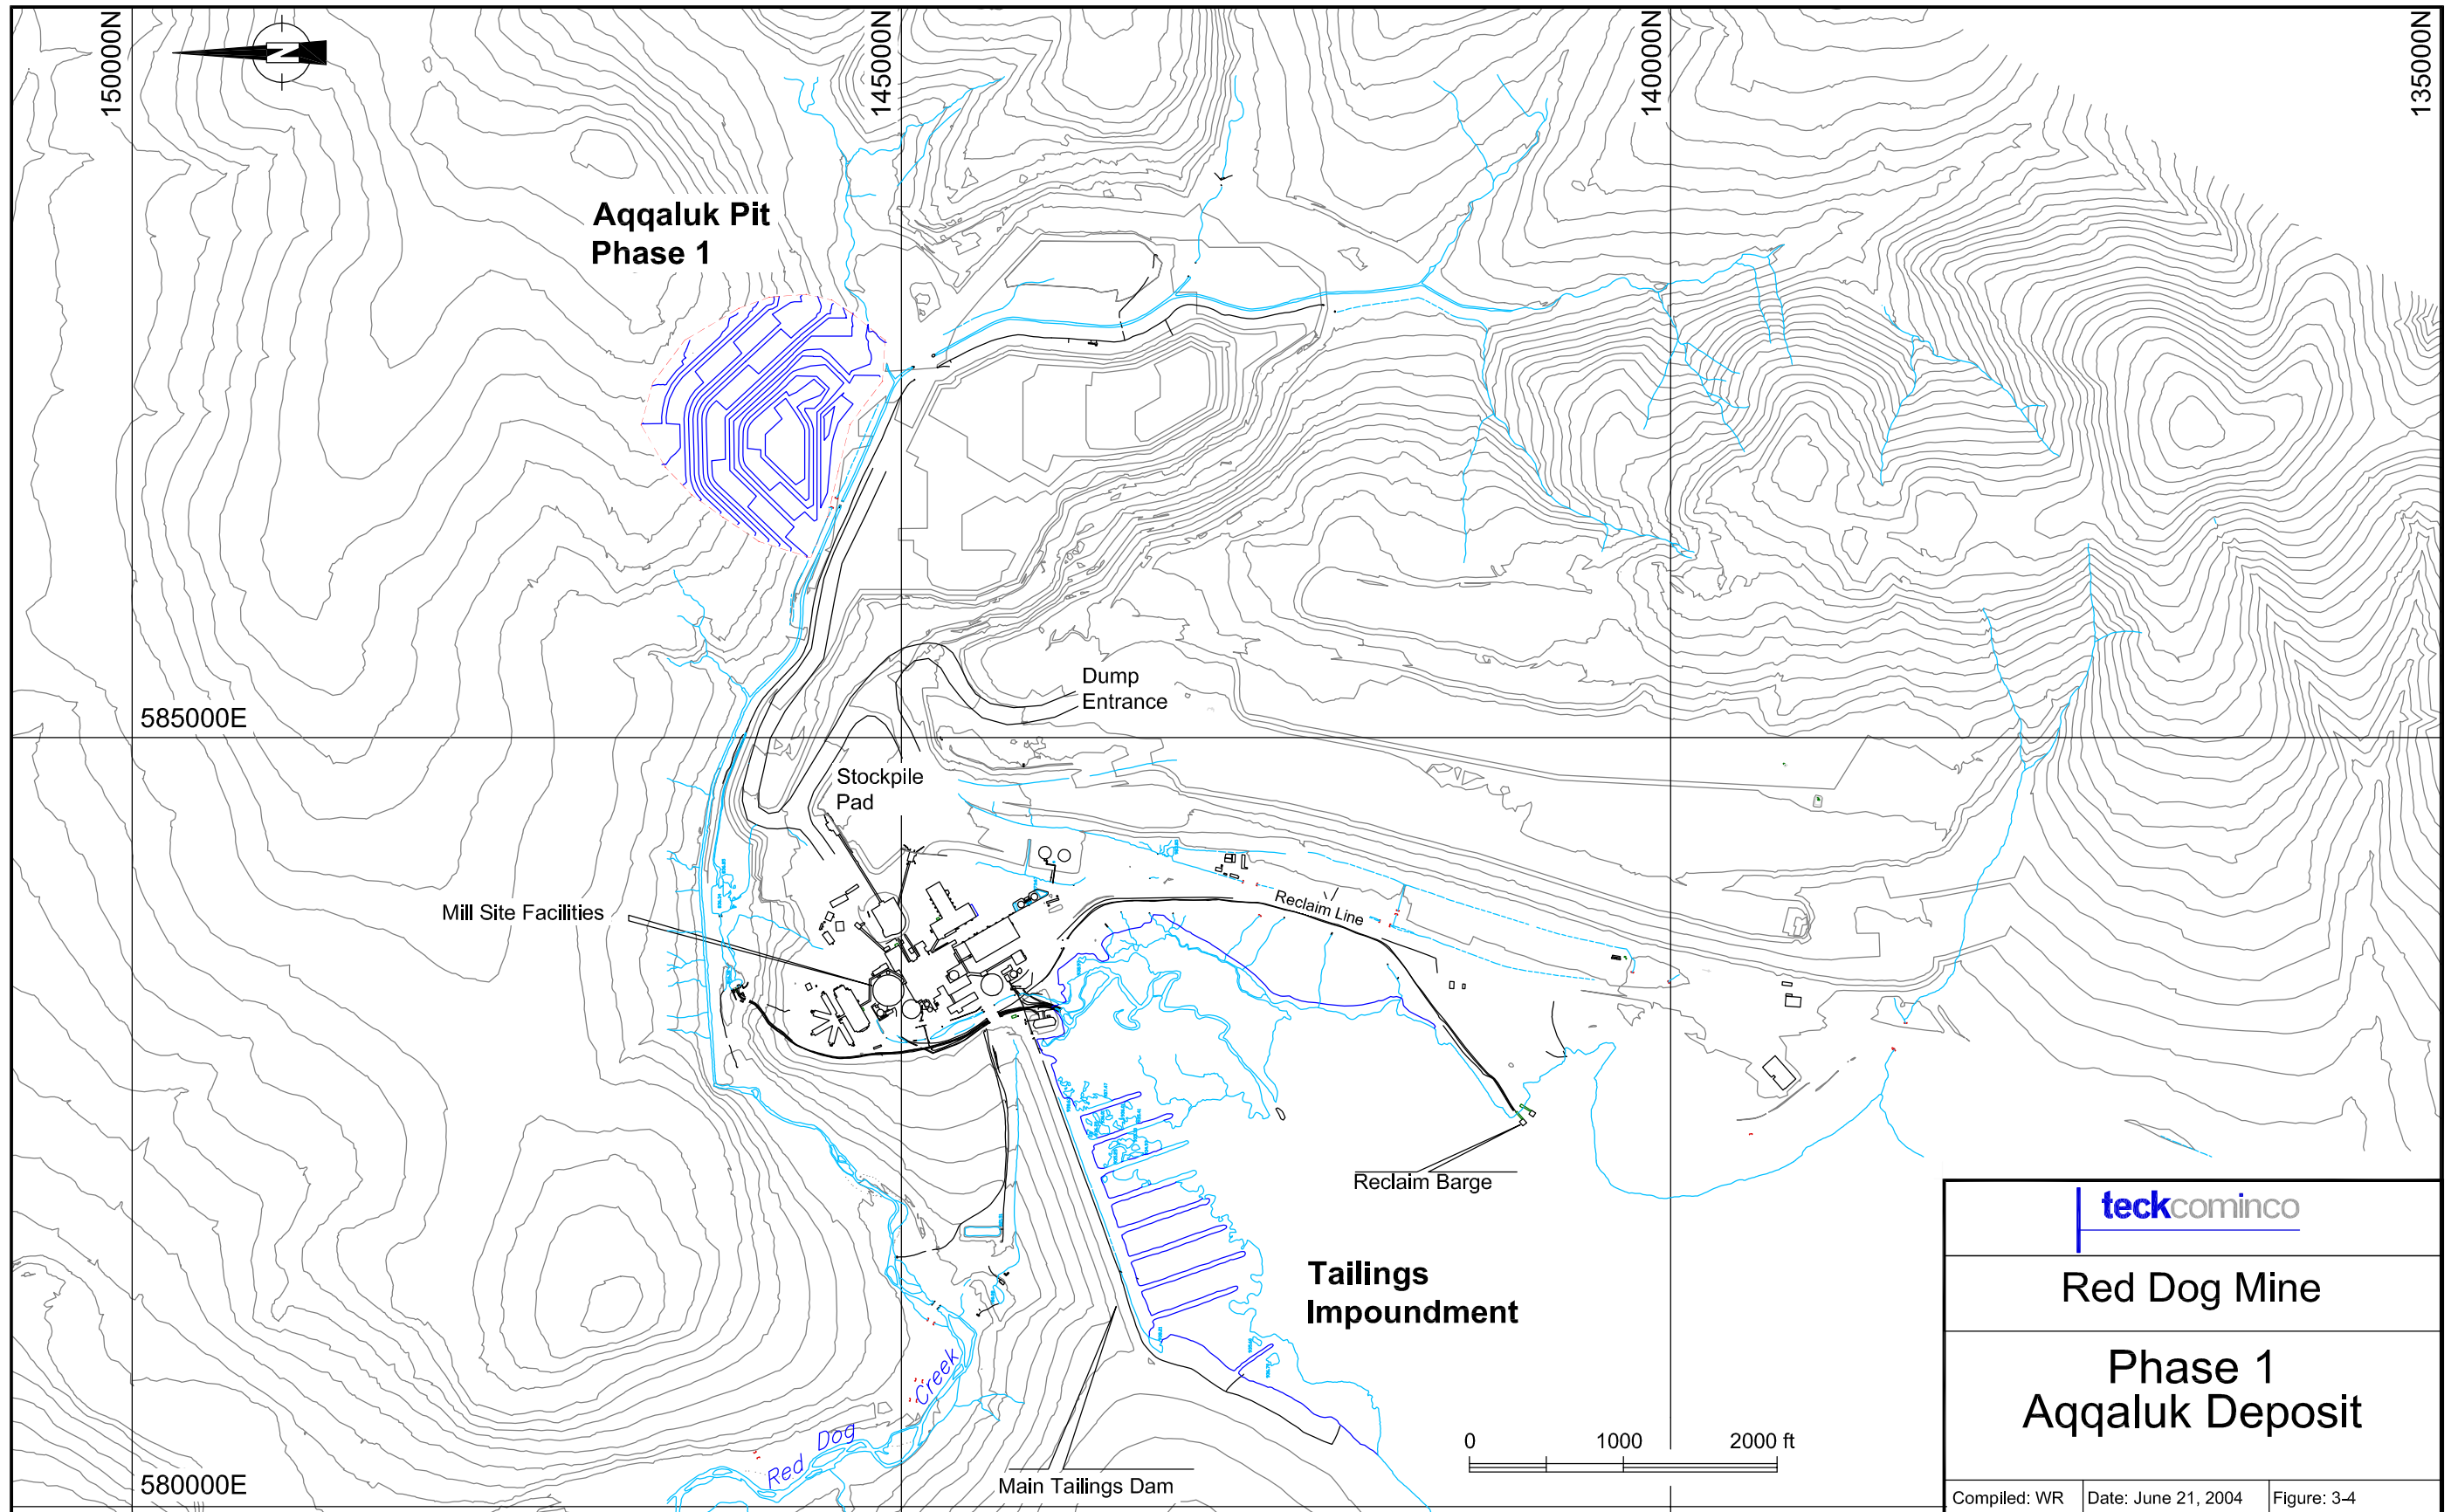 150000N
145000N
140000N
135000N
N
Aqqaluk Pit
Phase 1
Dump
Entrance
585000E
Stockpile
Pad
Mill Site Facilities
Reclaim Line
Reclaim Barge
Tailings
Impoundment
Red Dog Creek
Main Tailings Dam
580000E
0 1000 2000 ft
teckcominco
Red Dog Mine
Phase 1
Aqqaluk Deposit
Compiled: WR Date: June 21, 2004 Figure: 3-4